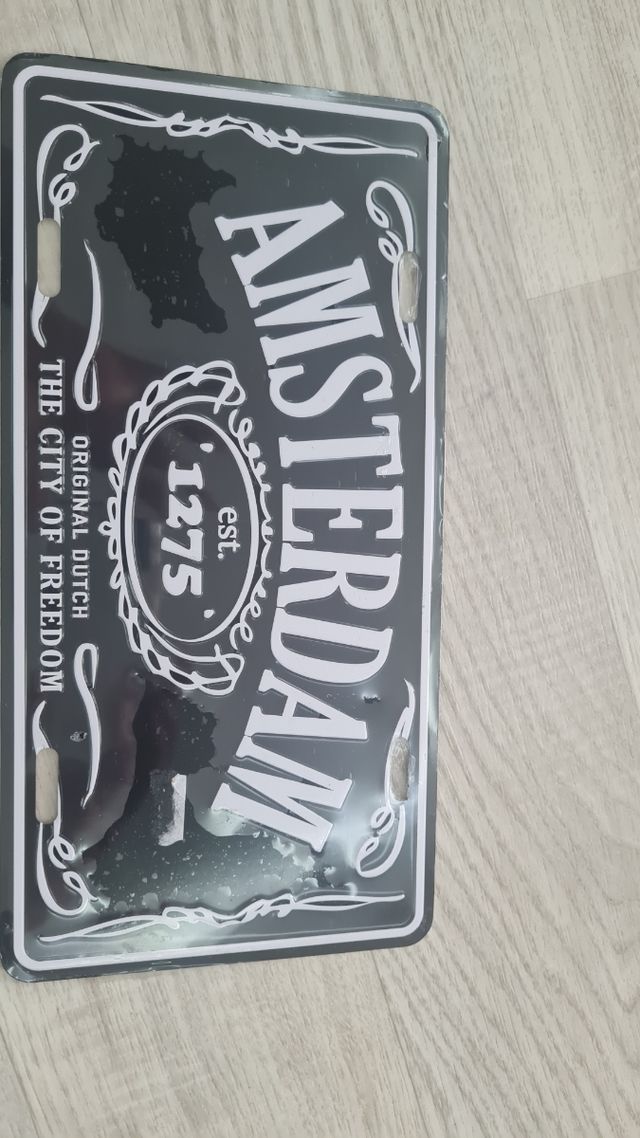 AMSTERDAM
est.
' 1275 '
ORIGINAL DUTCH
THE CITY OF FREEDOM